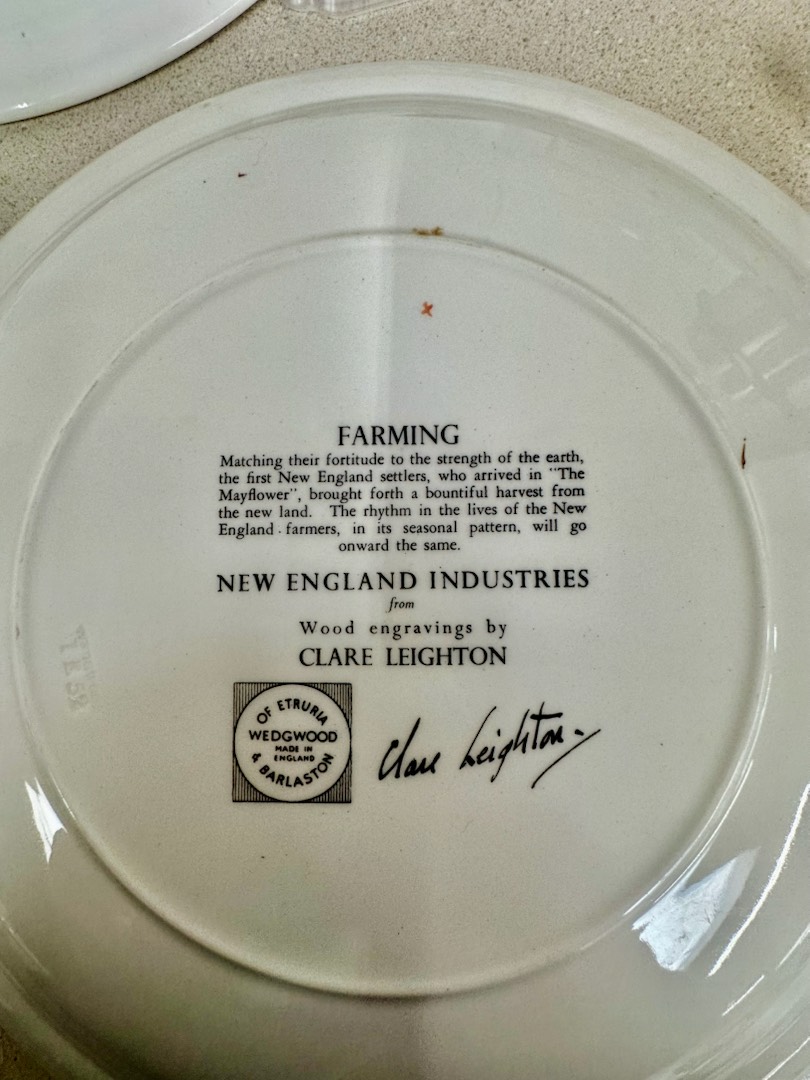 FARMING
Matching their fortitude to the strength of the earth,
the first New England settlers, who arrived in "The
Mayflower", brought forth a bountiful harvest from
the new land. The rhythm in the lives of the New
England farmers, in its seasonal pattern, will go
onward the same.
NEW ENGLAND INDUSTRIES
from
Wood engravings by
CLARE LEIGHTON
OF ETRURIA
WEDGWOOD
MADE IN
ENGLAND
& BARLASTON
Clare Leighton